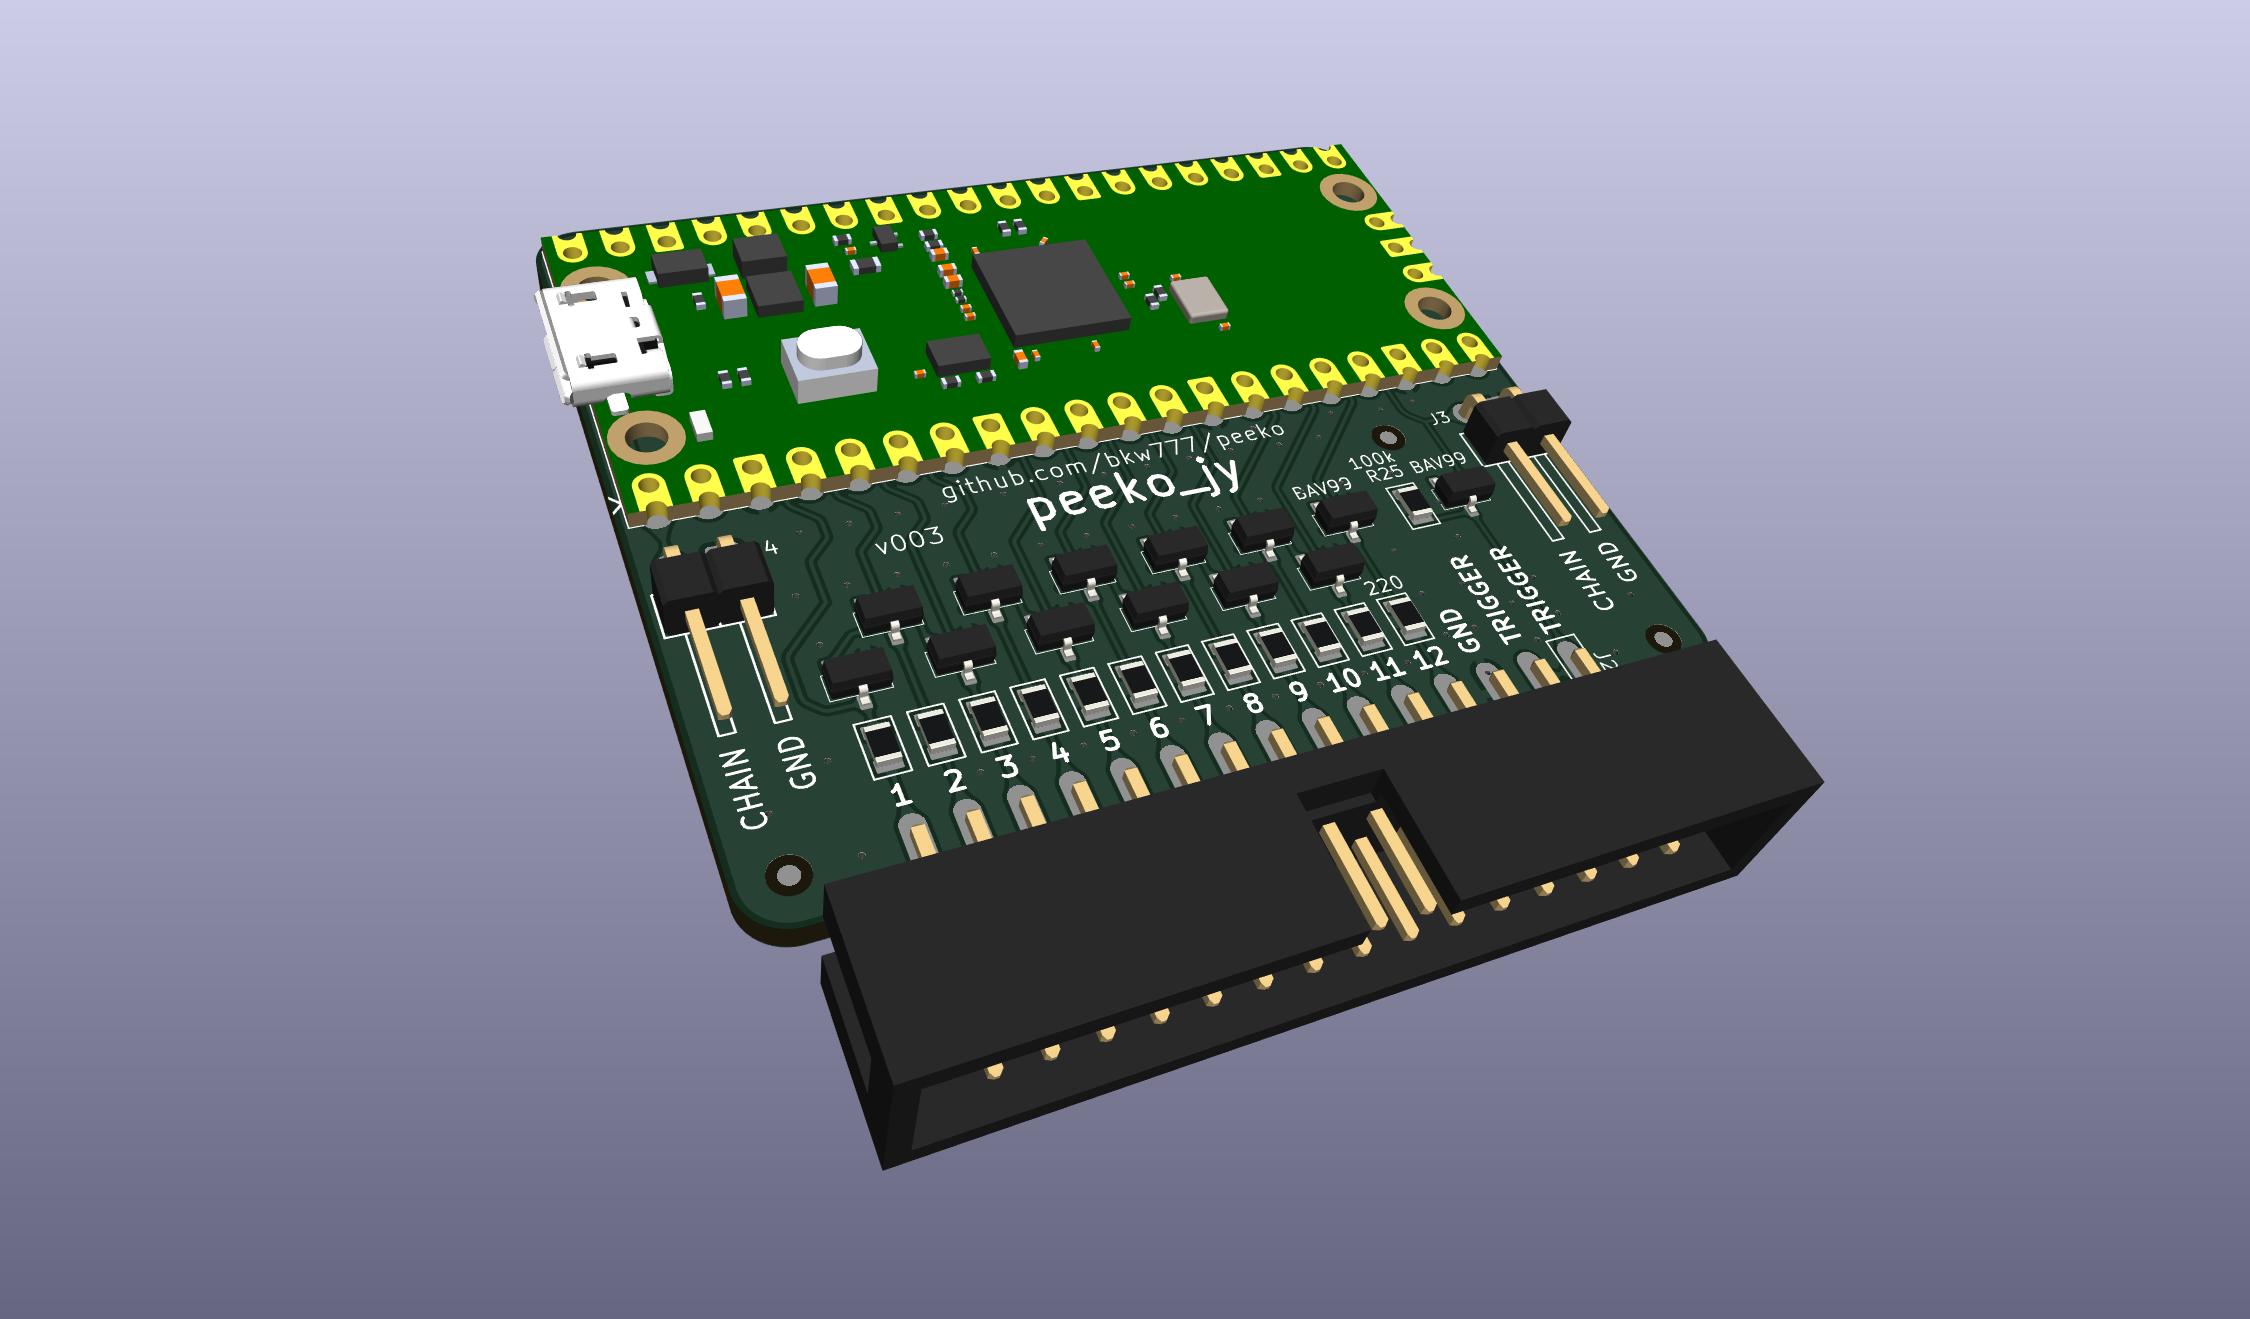 github.com/bkw777/peeko
peeko_jy
v003
J3
100k
R25
BAV99
BAV99
220
4
CHAIN
GND
CHAIN
GND
1 2 3 4 5 6 7 8 9 10 11 12 GND TRIGGER TRIGGER